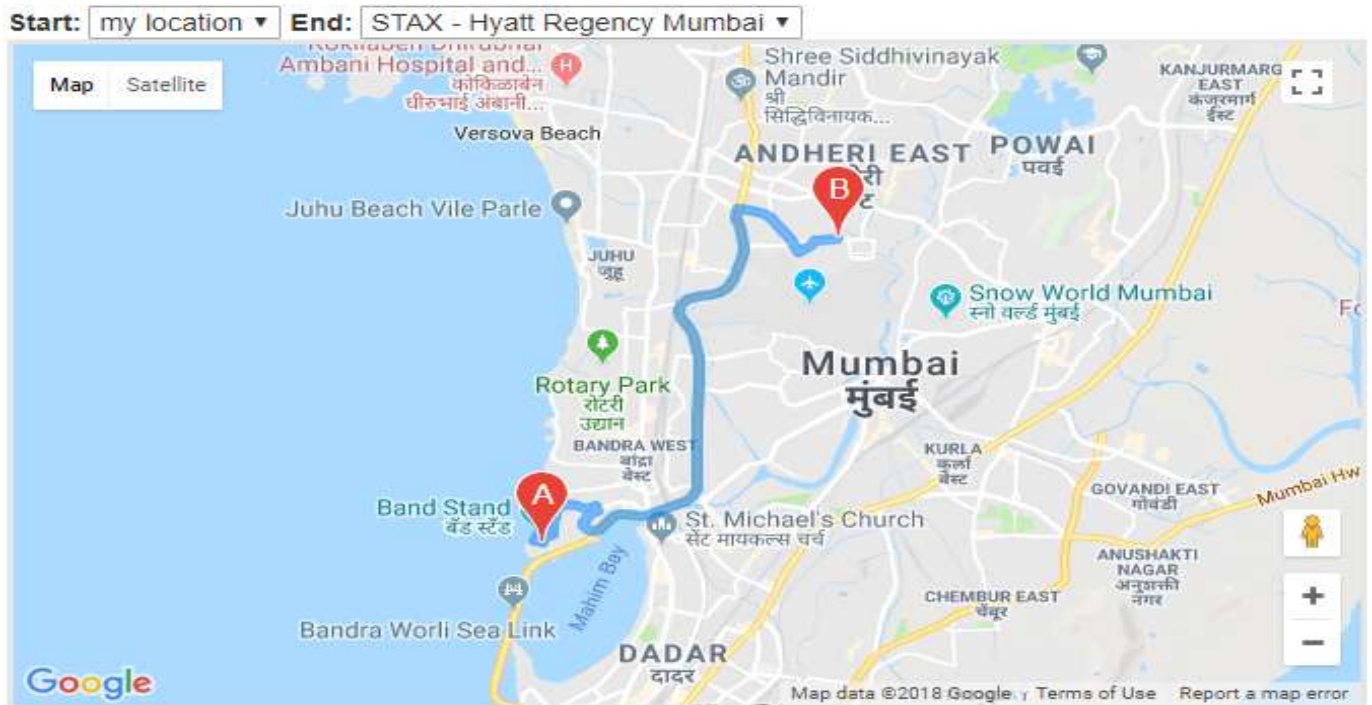 Start: my location ▼ End: STAX - Hyatt Regency Mumbai ▼
Map Satellite
Kokilaben Dhirubhai
Ambani Hospital and...
कोकिळाबेन
धीरुभाई अंबानी...
Shree Siddhivinayak
Mandir
श्री
सिद्धिविनायक...
KANJURMARG
EAST
कंजूरमार्ग
ईस्ट
Versova Beach
ANDHERI EAST
POWAI
पवई
B
Juhu Beach Vile Parle
JUHU
जुहू
Snow World Mumbai
स्नो वर्ल्ड मुंबई
Mumbai
मुंबई
Rotary Park
रोटरी
उद्यान
BANDRA WEST
बांद्रा
वेस्ट
KURLA
कुर्ला
वेस्ट
GOVANDI EAST
गोवंडी
Mumbai Hw
A
Band Stand
बँड स्टँड
St. Michael's Church
सेंट मायकल्स चर्च
ANUSHAKTI
NAGAR
अनुशक्ती
नगर
Mahim Bay
CHEMBUR EAST
चेंबूर
Bandra Worli Sea Link
DADAR
दादर
+
−
Google
Map data ©2018 Google Terms of Use Report a map error